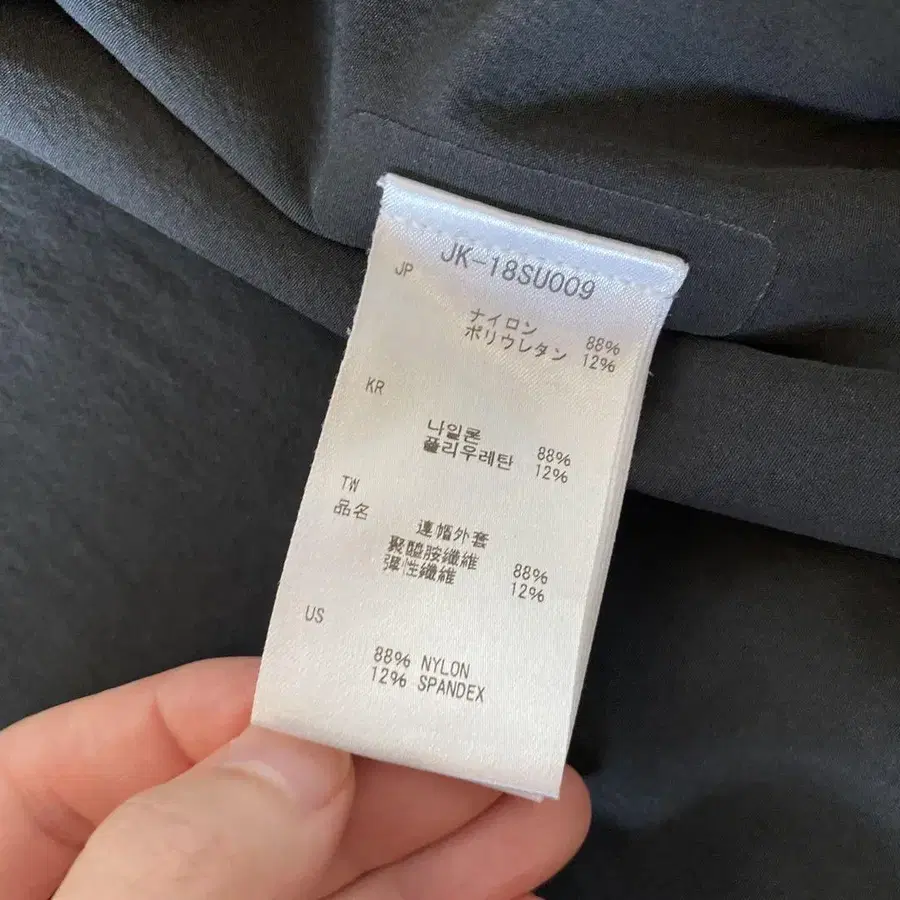 JK-18SU009
JP
ナイロン 88%
ポリウレタン 12%
KR
나일론 88%
폴리우레탄 12%
TW
品名 連帽外套
聚醯胺纖維 88%
彈性纖維 12%
US
88% NYLON
12% SPANDEX